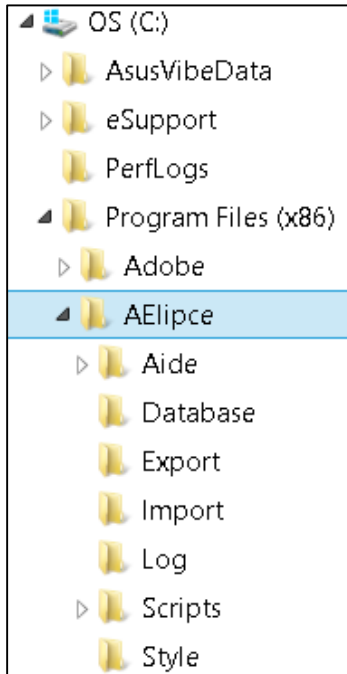 OS (C:)
AsusVibeData
eSupport
PerfLogs
Program Files (x86)
Adobe
AElipce
Aide
Database
Export
Import
Log
Scripts
Style